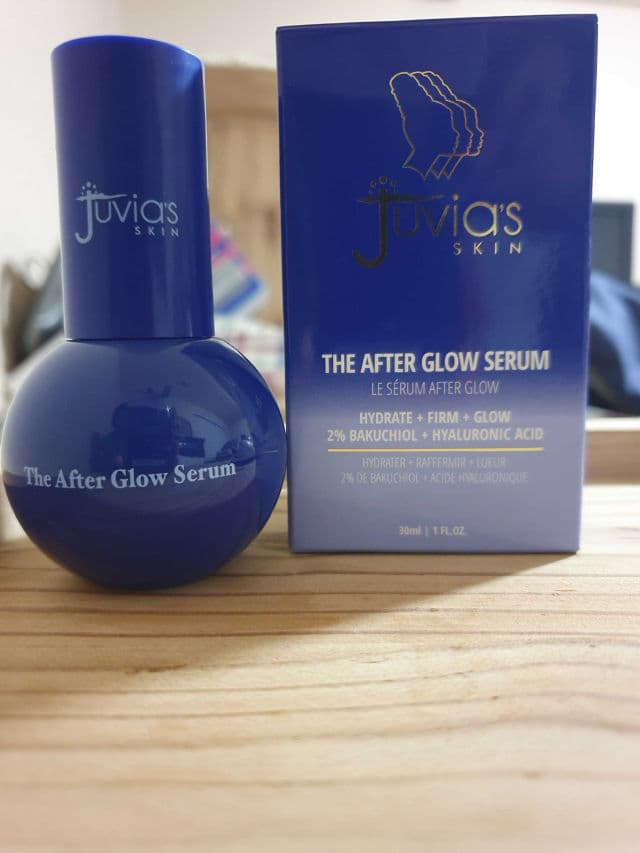 Juvia's
SKIN
The After Glow Serum
Juvia's
SKIN
THE AFTER GLOW SERUM
LE SÉRUM AFTER GLOW
HYDRATE + FIRM + GLOW
2% BAKUCHIOL + HYALURONIC ACID
HYDRATER + RAFFERMIR + LUEUR
2% DE BAKUCHIOL + ACIDE HYALURONIQUE
30ml | 1 FL.OZ.